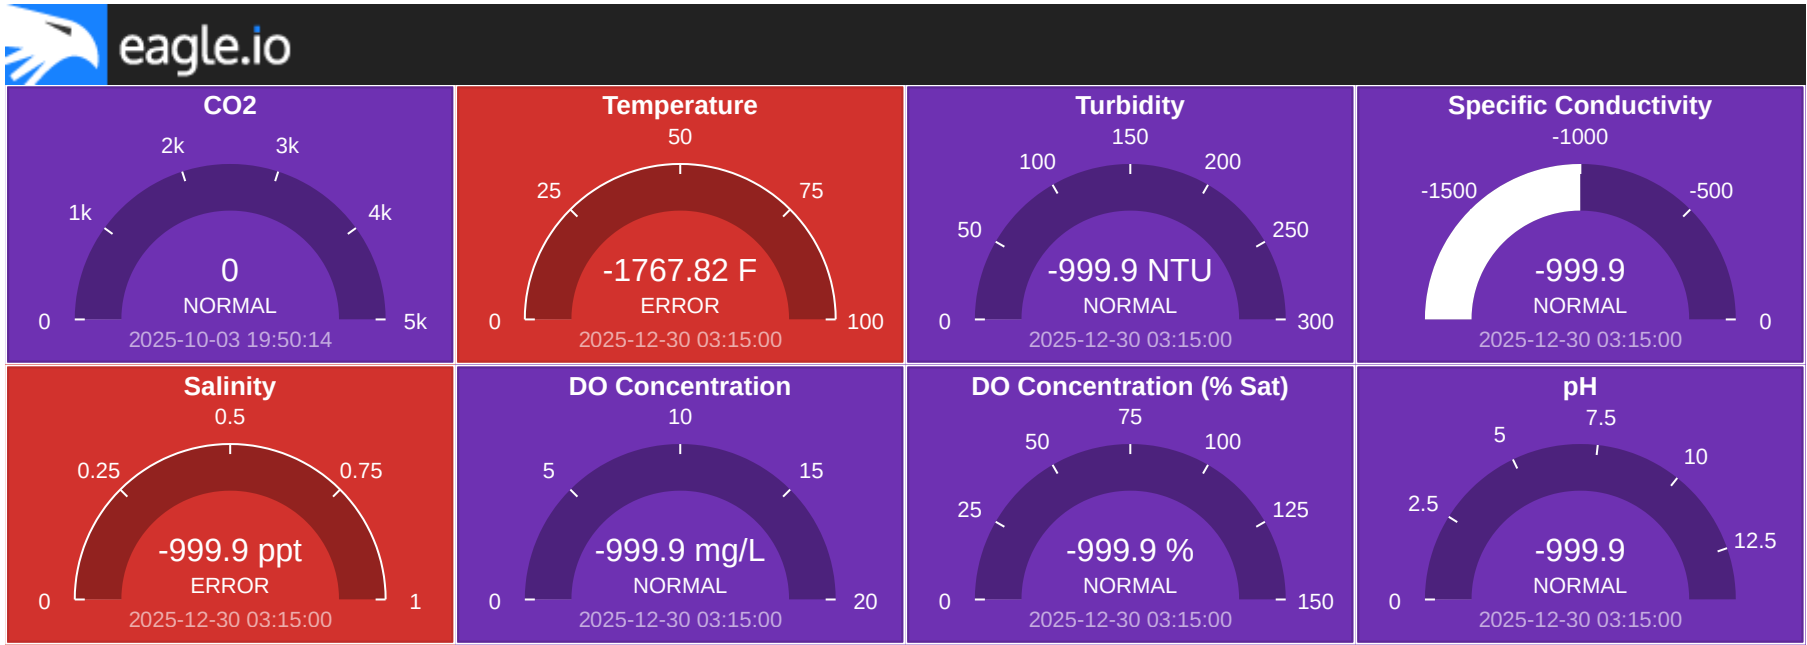 eagle.io
CO2
2k
3k
1k
4k
0
NORMAL
0
5k
2025-10-03 19:50:14
Temperature
50
25
75
-1767.82 F
ERROR
0
100
2025-12-30 03:15:00
Turbidity
150
100
200
50
250
-999.9 NTU
NORMAL
0
300
2025-12-30 03:15:00
Specific Conductivity
-1000
-1500
-500
-999.9
NORMAL
0
2025-12-30 03:15:00
Salinity
0.5
0.25
0.75
-999.9 ppt
ERROR
0
1
2025-12-30 03:15:00
DO Concentration
10
5
15
-999.9 mg/L
NORMAL
0
20
2025-12-30 03:15:00
DO Concentration (% Sat)
75
50
100
25
125
-999.9 %
NORMAL
0
150
2025-12-30 03:15:00
pH
7.5
5
10
2.5
12.5
-999.9
NORMAL
0
2025-12-30 03:15:00